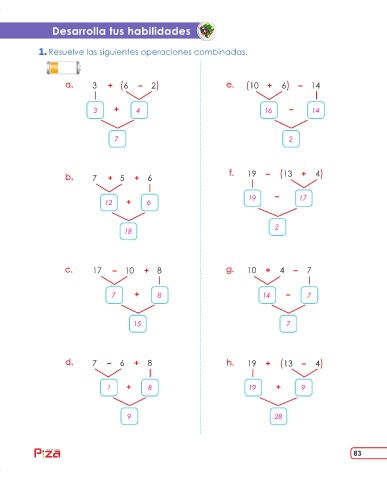 Desarrolla tus habilidades
1. Resuelve las siguientes operaciones combinadas.
a. 3 + (6 – 2)
3 + 4
7
b. 7 + 5 + 6
12 + 6
18
c. 17 – 10 + 8
7 + 8
15
d. 7 – 6 + 8
1 + 8
9
e. (10 + 6) – 14
16 – 14
2
f. 19 – (13 + 4)
19 – 17
2
g. 10 + 4 – 7
14 – 7
7
h. 19 + (13 – 4)
19 + 9
28
Piza
83